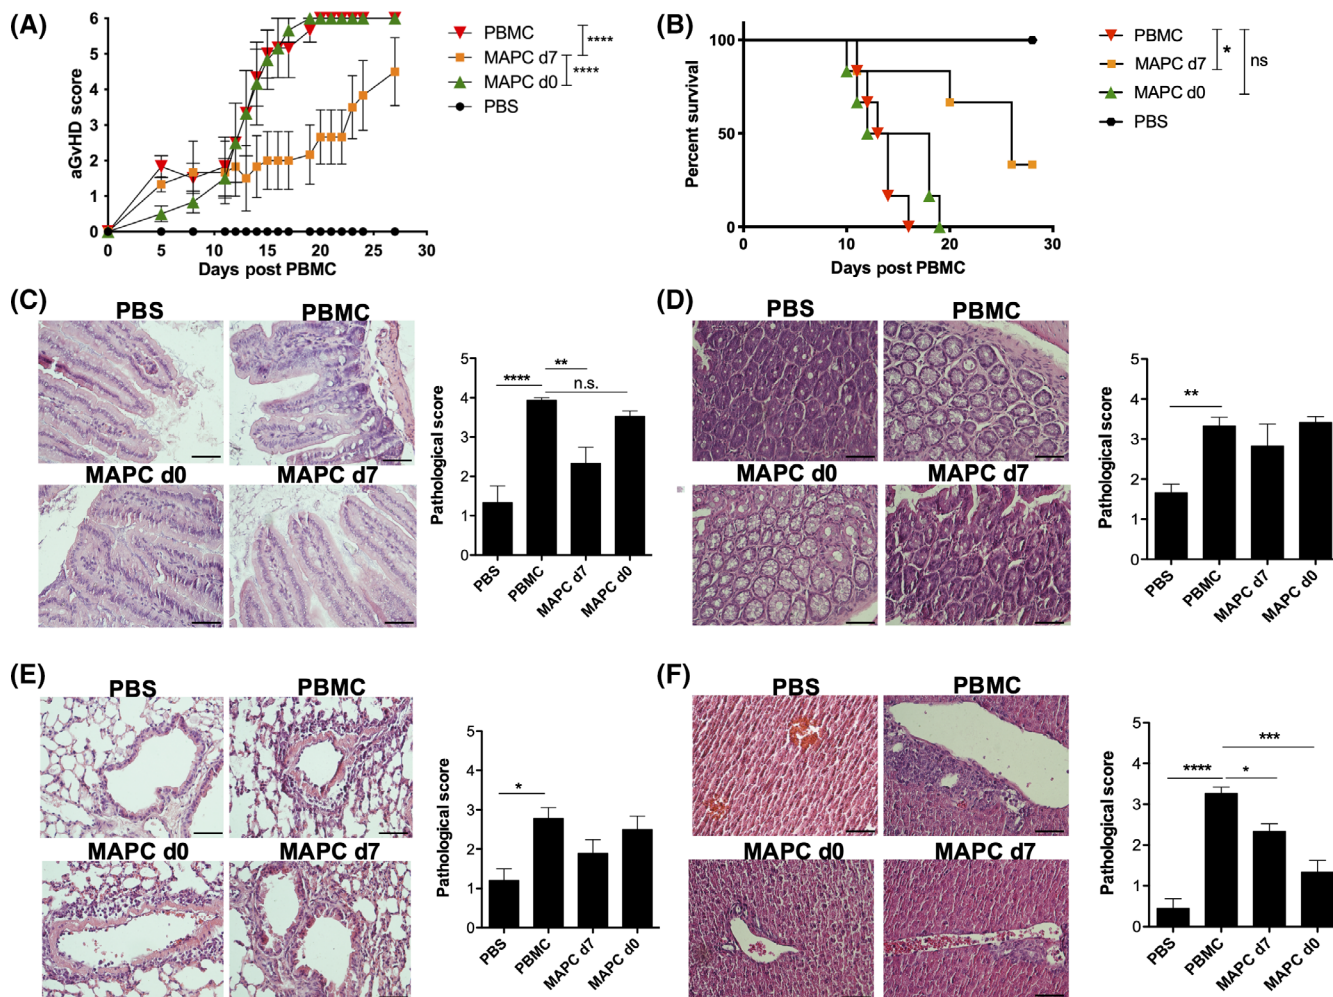 (A)
aGvHD score
6
5
4
3
2
1
0
0 5 10 15 20 25 30
Days post PBMC
PBMC
MAPC d7
MAPC d0
PBS
****
****
(B)
Percent survival
100
50
0
0 10 20 30
Days post PBMC
PBMC
MAPC d7
MAPC d0
PBS
*
ns
(C)
PBS PBMC
MAPC d0 MAPC d7
Pathological score
5
4
3
2
1
0
**** ** n.s.
PBS PBMC MAPC d7 MAPC d0
(D)
PBS PBMC
MAPC d0 MAPC d7
Pathological score
5
4
3
2
1
0
**
PBS PBMC MAPC d7 MAPC d0
(E)
PBS PBMC
MAPC d0 MAPC d7
Pathological score
5
4
3
2
1
0
*
PBS PBMC MAPC d7 MAPC d0
(F)
PBS PBMC
MAPC d0 MAPC d7
Pathological score
5
4
3
2
1
0
**** * ***
PBS PBMC MAPC d7 MAPC d0